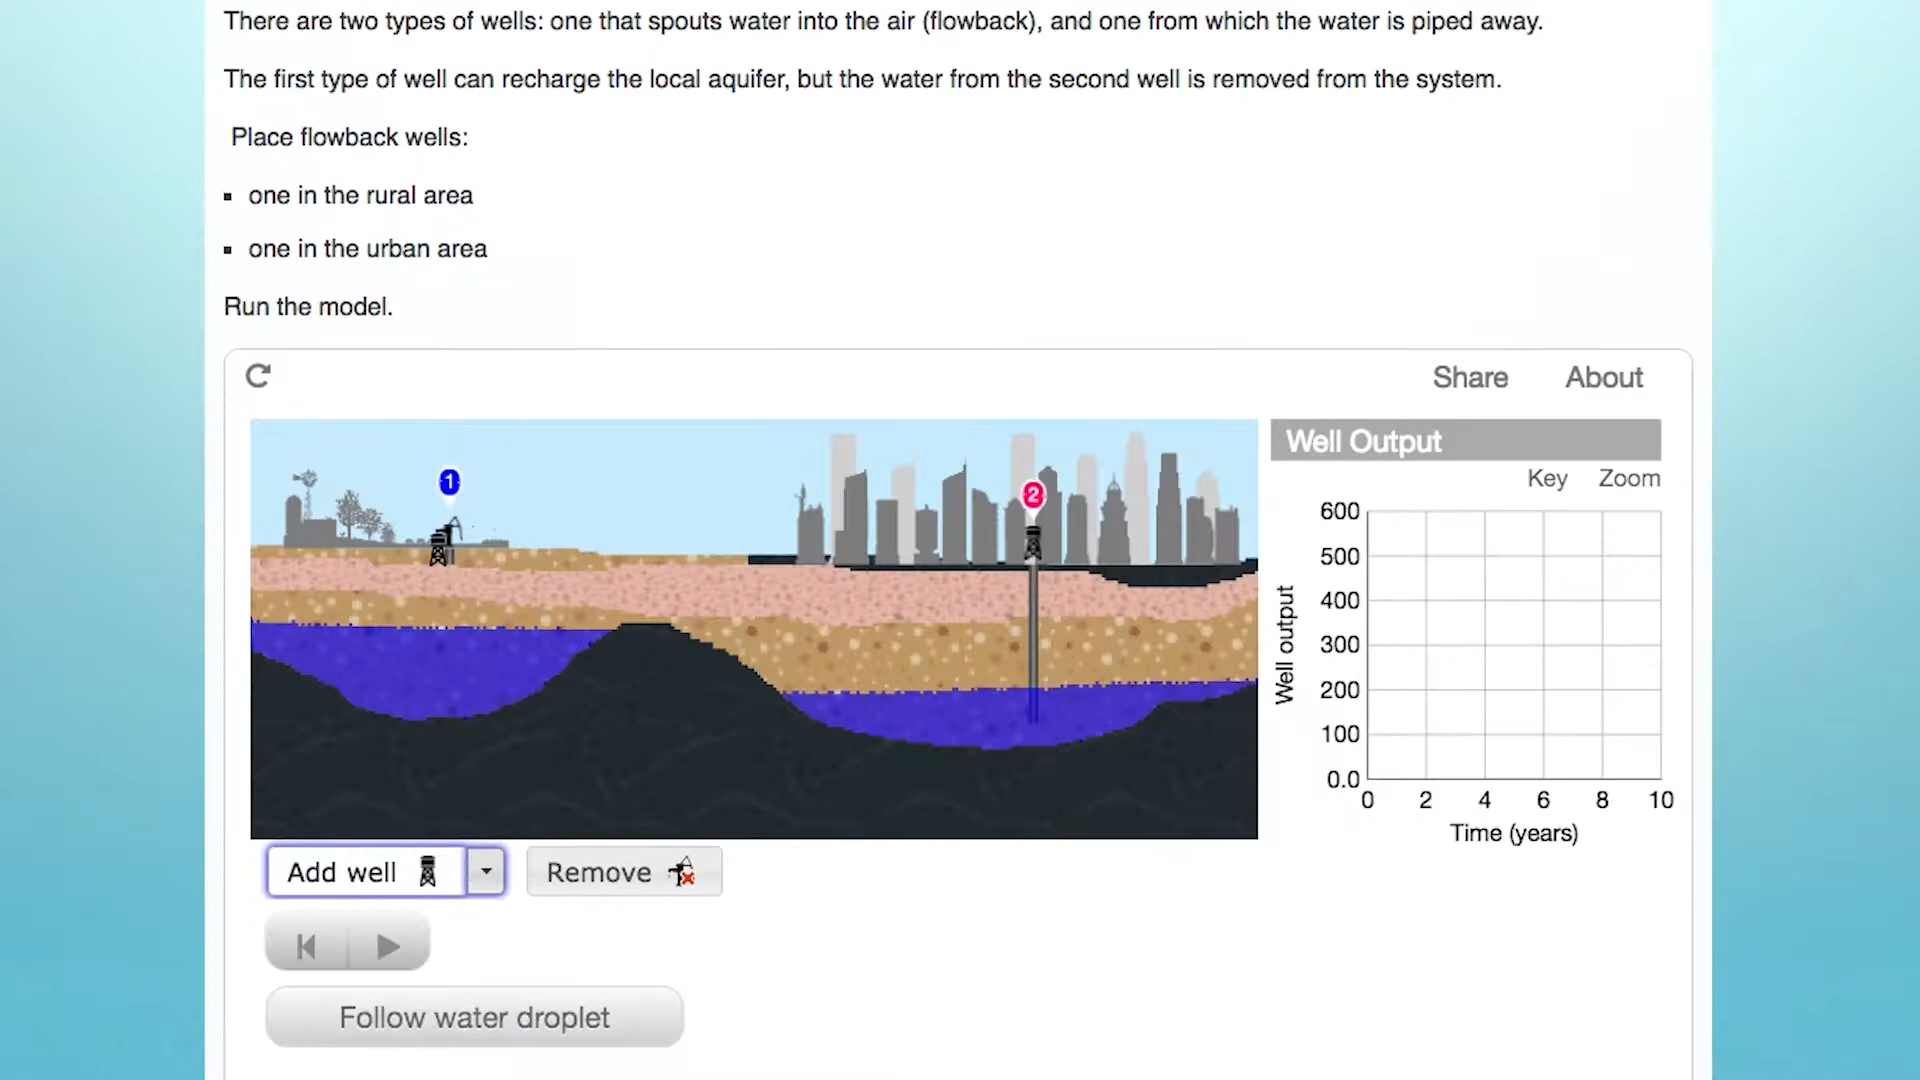 There are two types of wells: one that spouts water into the air (flowback), and one from which the water is piped away.
The first type of well can recharge the local aquifer, but the water from the second well is removed from the system.
Place flowback wells:
one in the rural area
one in the urban area
Run the model.
Share About
1
2
Well Output
Key Zoom
600
500
400
300
200
100
0.0
Well output
0 2 4 6 8 10
Time (years)
Add well
Remove
Follow water droplet